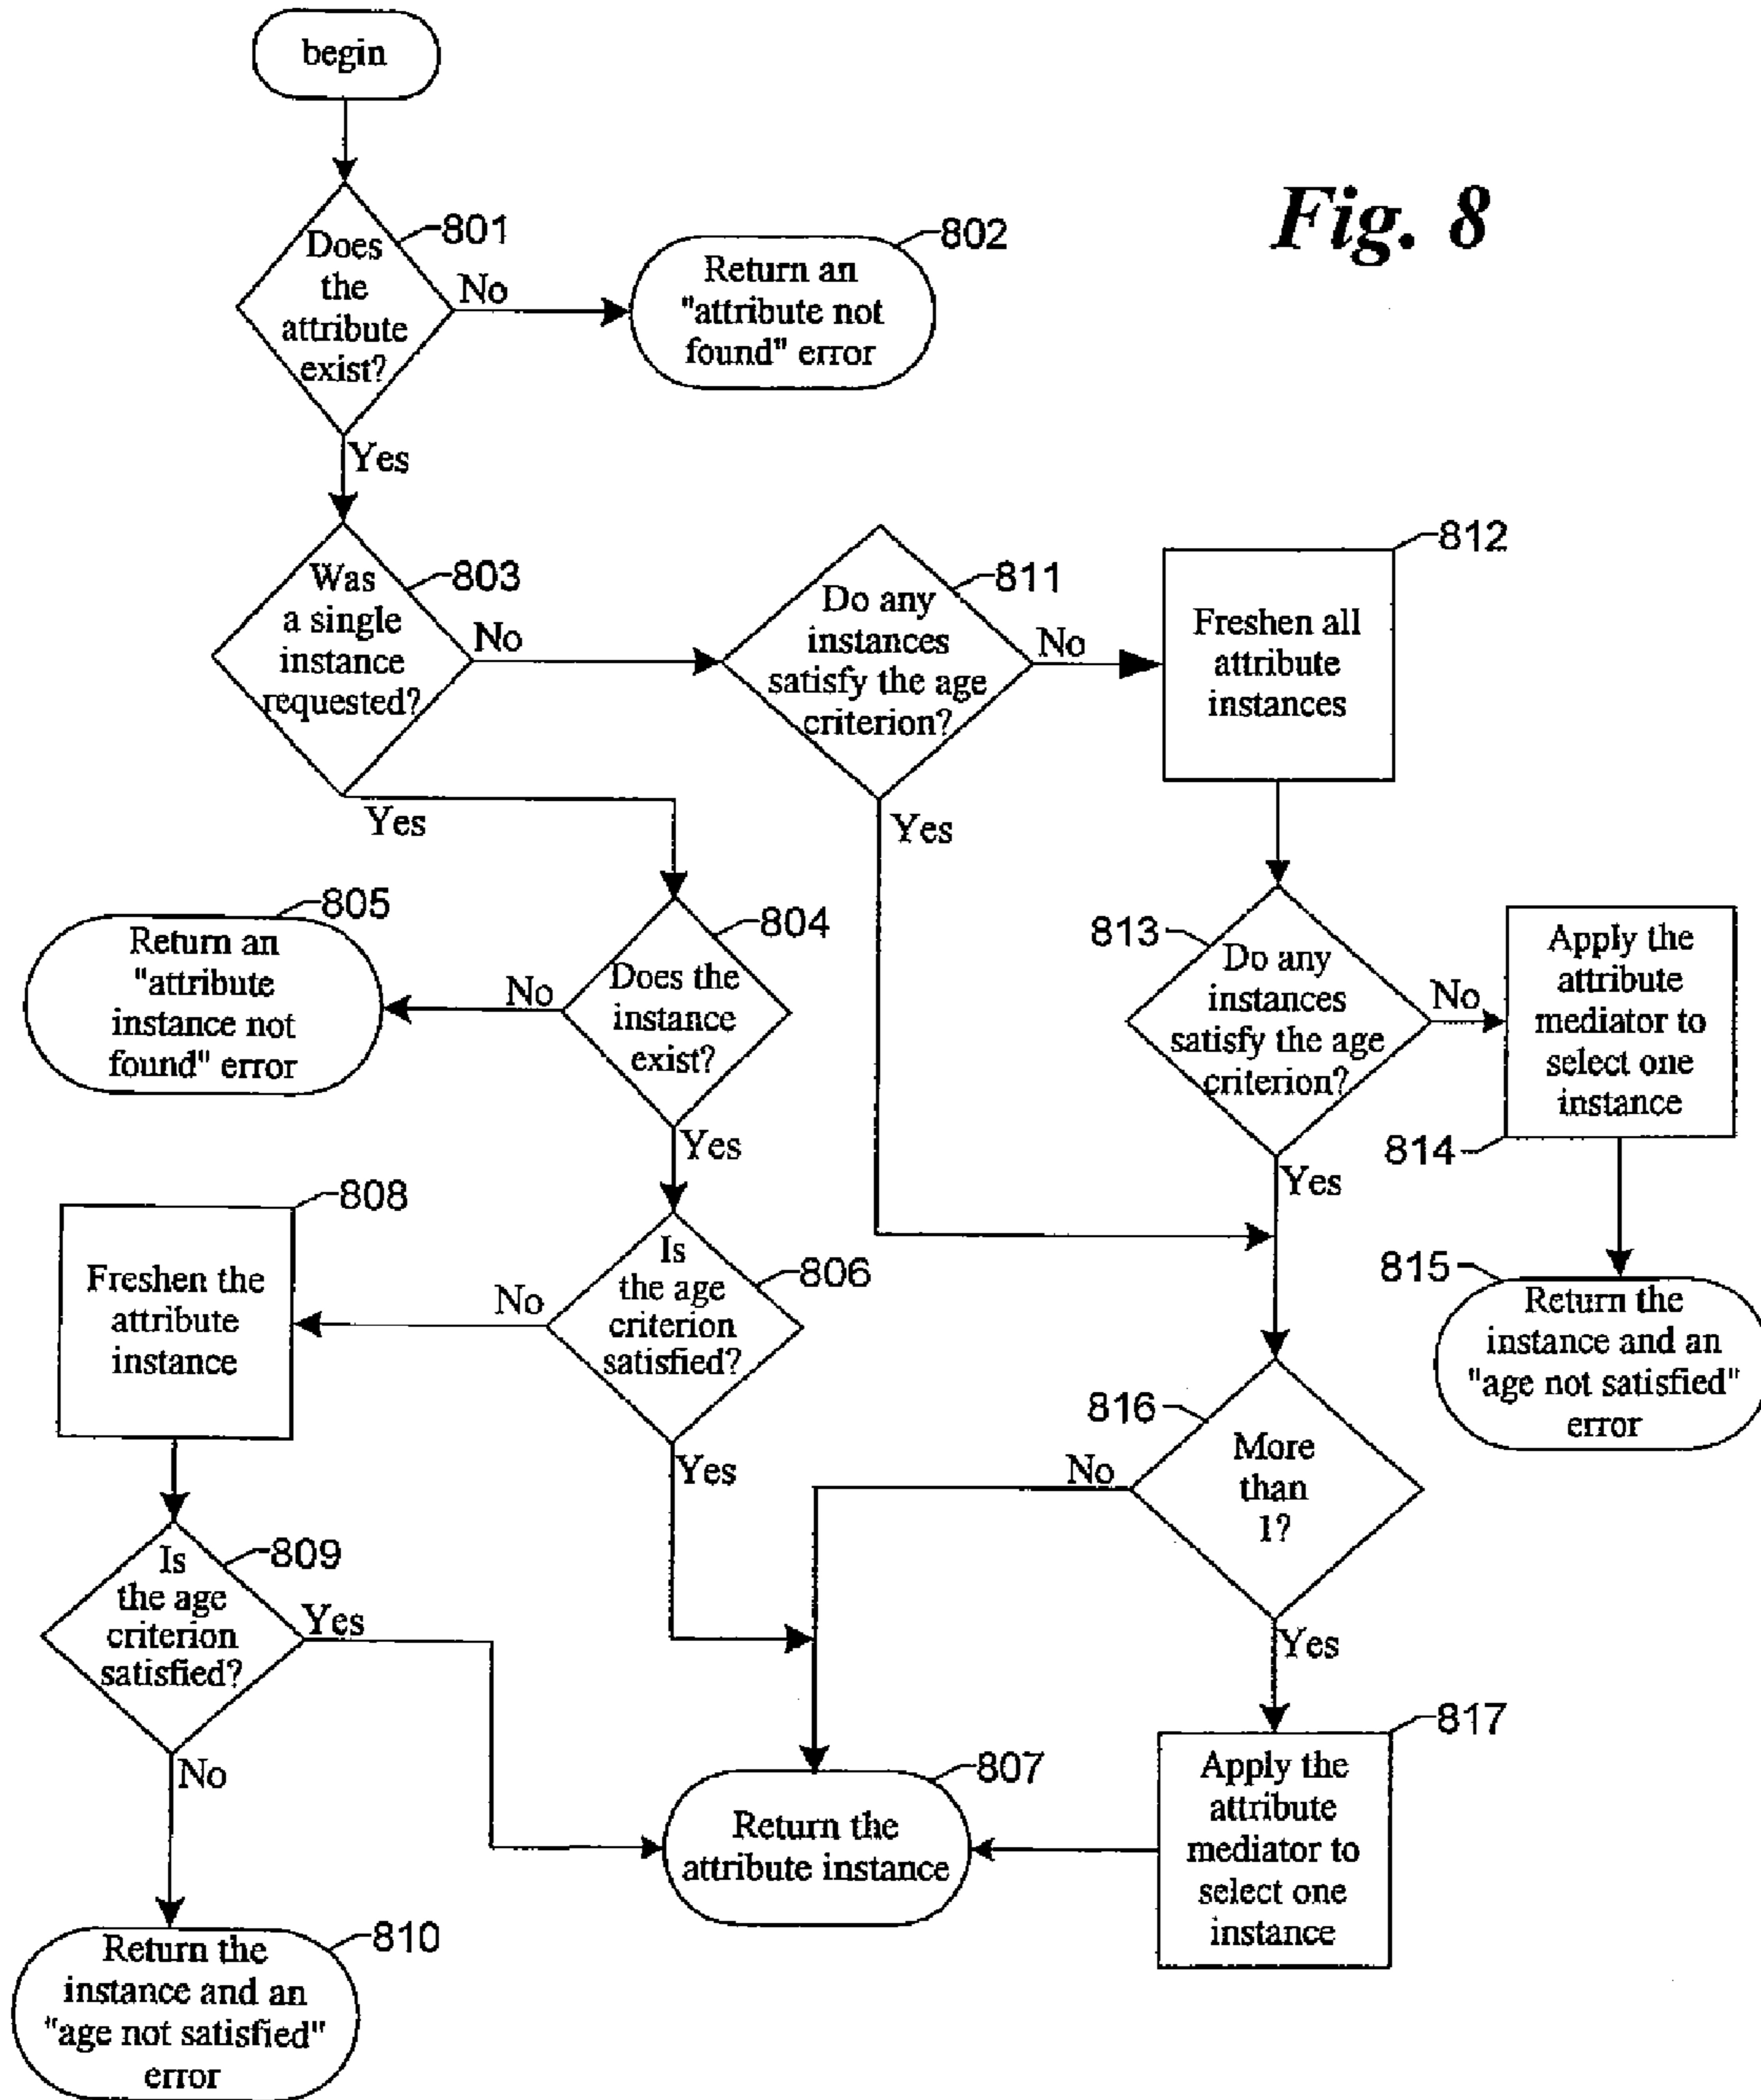 begin
Fig. 8
801
Does
the
attribute
exist?
No
802
Return an
"attribute not
found" error
Yes
803
Was
a single
instance
requested?
No
811
Do any
instances
satisfy the age
criterion?
No
812
Freshen all
attribute
instances
Yes
Yes
805
Return an
"attribute
instance not
found" error
No
804
Does the
instance
exist?
Yes
813
Do any
instances
satisfy the age
criterion?
No
Apply the
attribute
mediator to
select one
instance
814
Yes
808
Freshen the
attribute
instance
No
806
Is
the age
criterion
satisfied?
Yes
815
Return the
instance and an
"age not satisfied"
error
816
More
than
1?
No
Yes
809
Is
the age
criterion
satisfied?
Yes
No
807
Return the
attribute instance
817
Apply the
attribute
mediator to
select one
instance
810
Return the
instance and an
"age not satisfied"
error